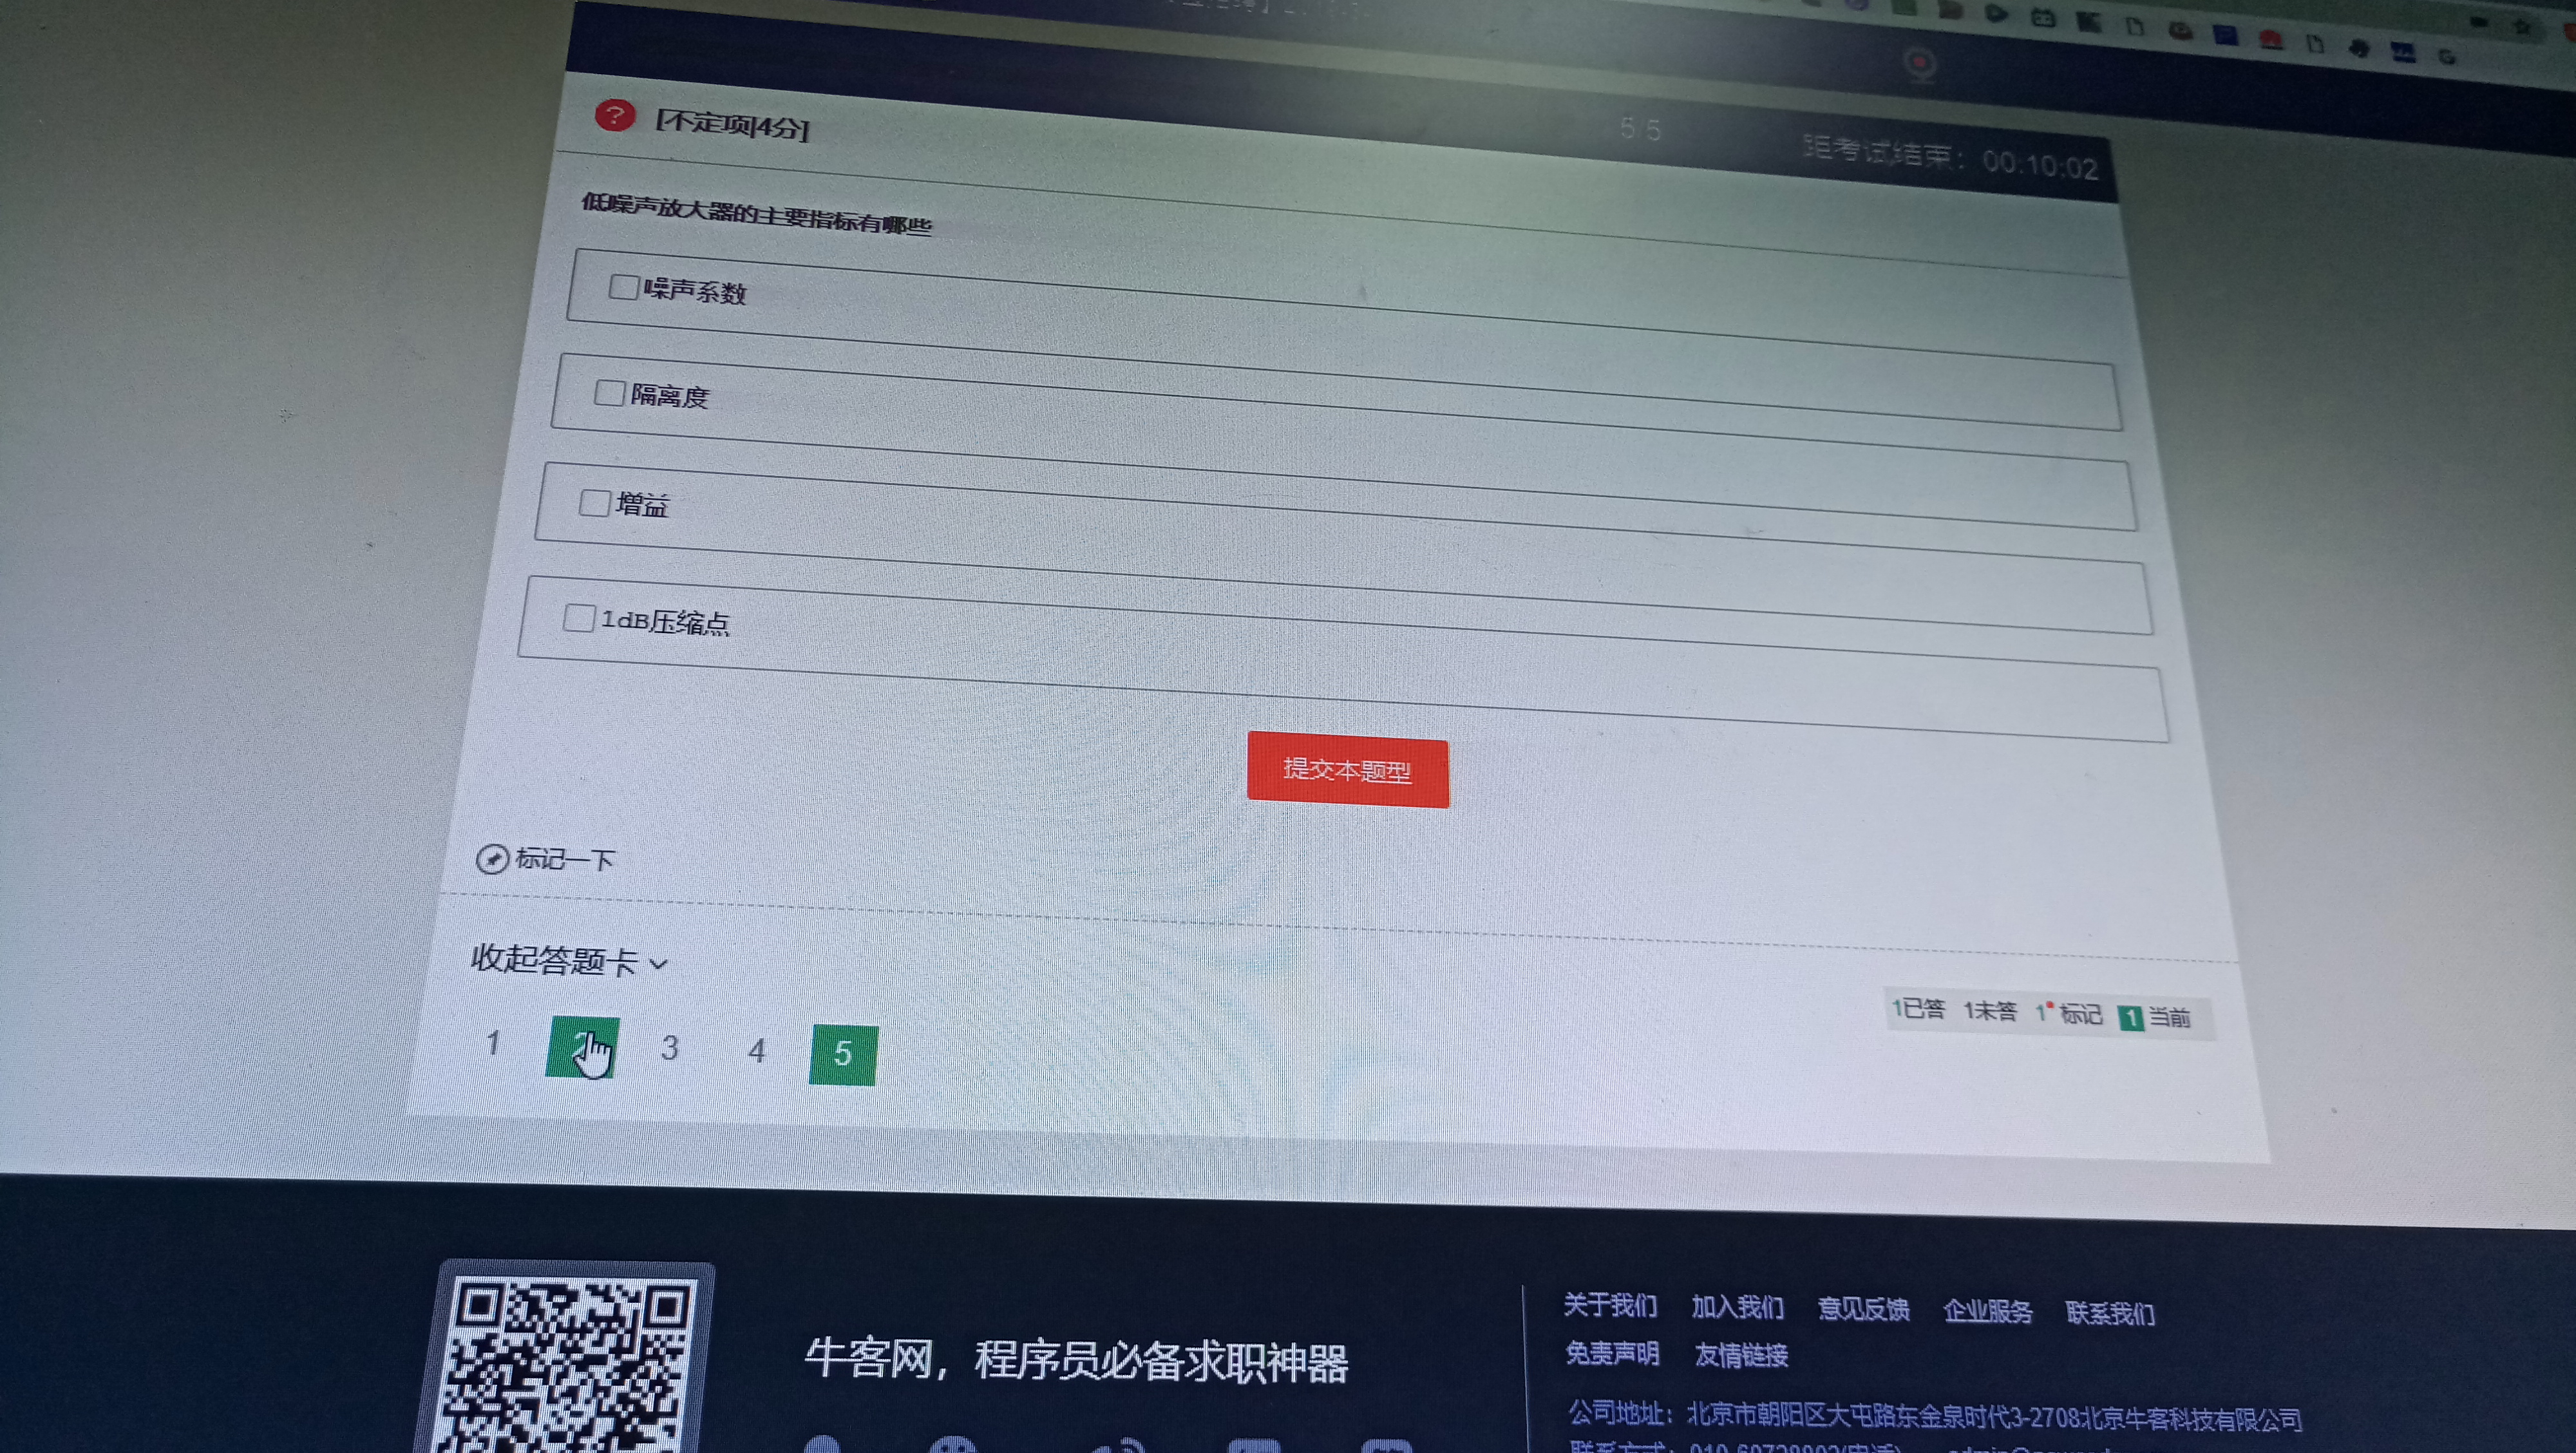 5/5
距考试结束：00:10:02
[不定项|4分]
低噪声放大器的主要指标有哪些
噪声系数
隔离度
增益
1dB压缩点
提交本题型
标记一下
收起答题卡
1已答 1未答 1标记 1当前
1 2 3 4 5
牛客网，程序员必备求职神器
关于我们 加入我们 意见反馈 企业服务 联系我们
免责声明 友情链接
公司地址：北京市朝阳区大屯路东金泉时代3-2708北京牛客科技有限公司